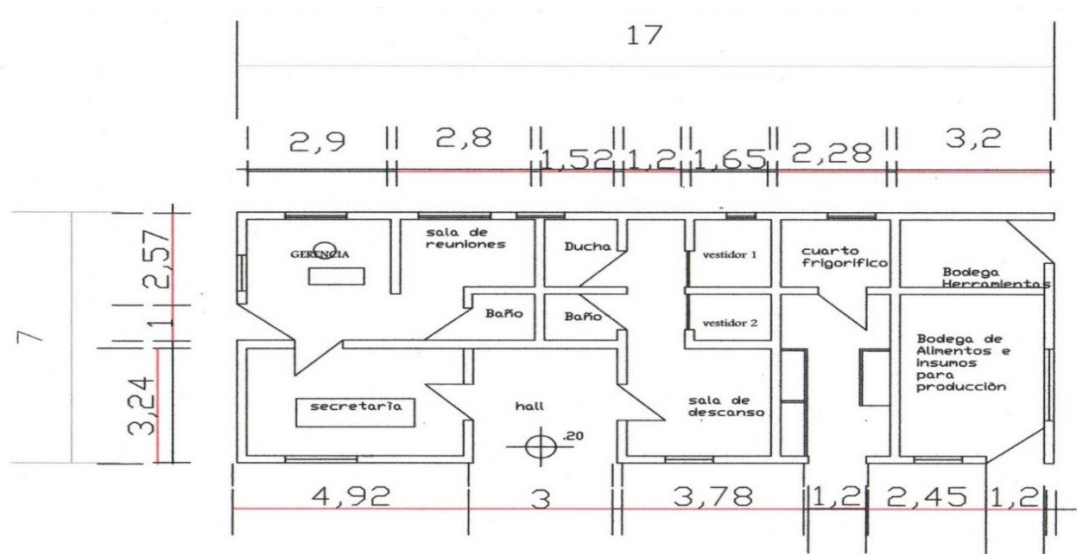 17
2,9
2,8
1,52
1,2
1,65
2,28
3,2
7
2,57
1
3,24
GERENCIA
sala de
reuniones
Ducha
vestidor 1
cuarto
frigorifico
Bodega
Herramientas
Baño
Baño
vestidor 2
Bodega de
Alimentos e
insumos
para
producciòn
secretarìa
hall
,20
sala de
descanso
4,92
3
3,78
1,2
2,45
1,2